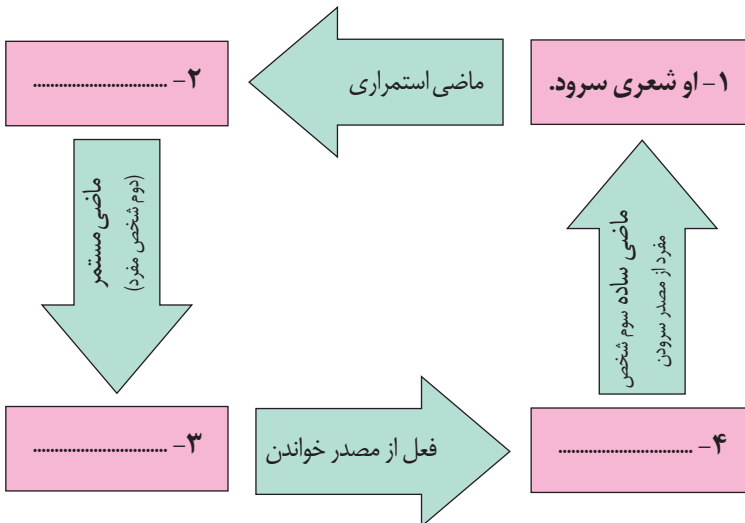 ۱- او شعری سرود.
ماضی استمراری
۲- ................................
ماضی مستمر
(دوم شخص مفرد)
۳- ................................
فعل از مصدر خواندن
۴- ................................
ماضی ساده سوم شخص
مفرد از مصدر سرودن